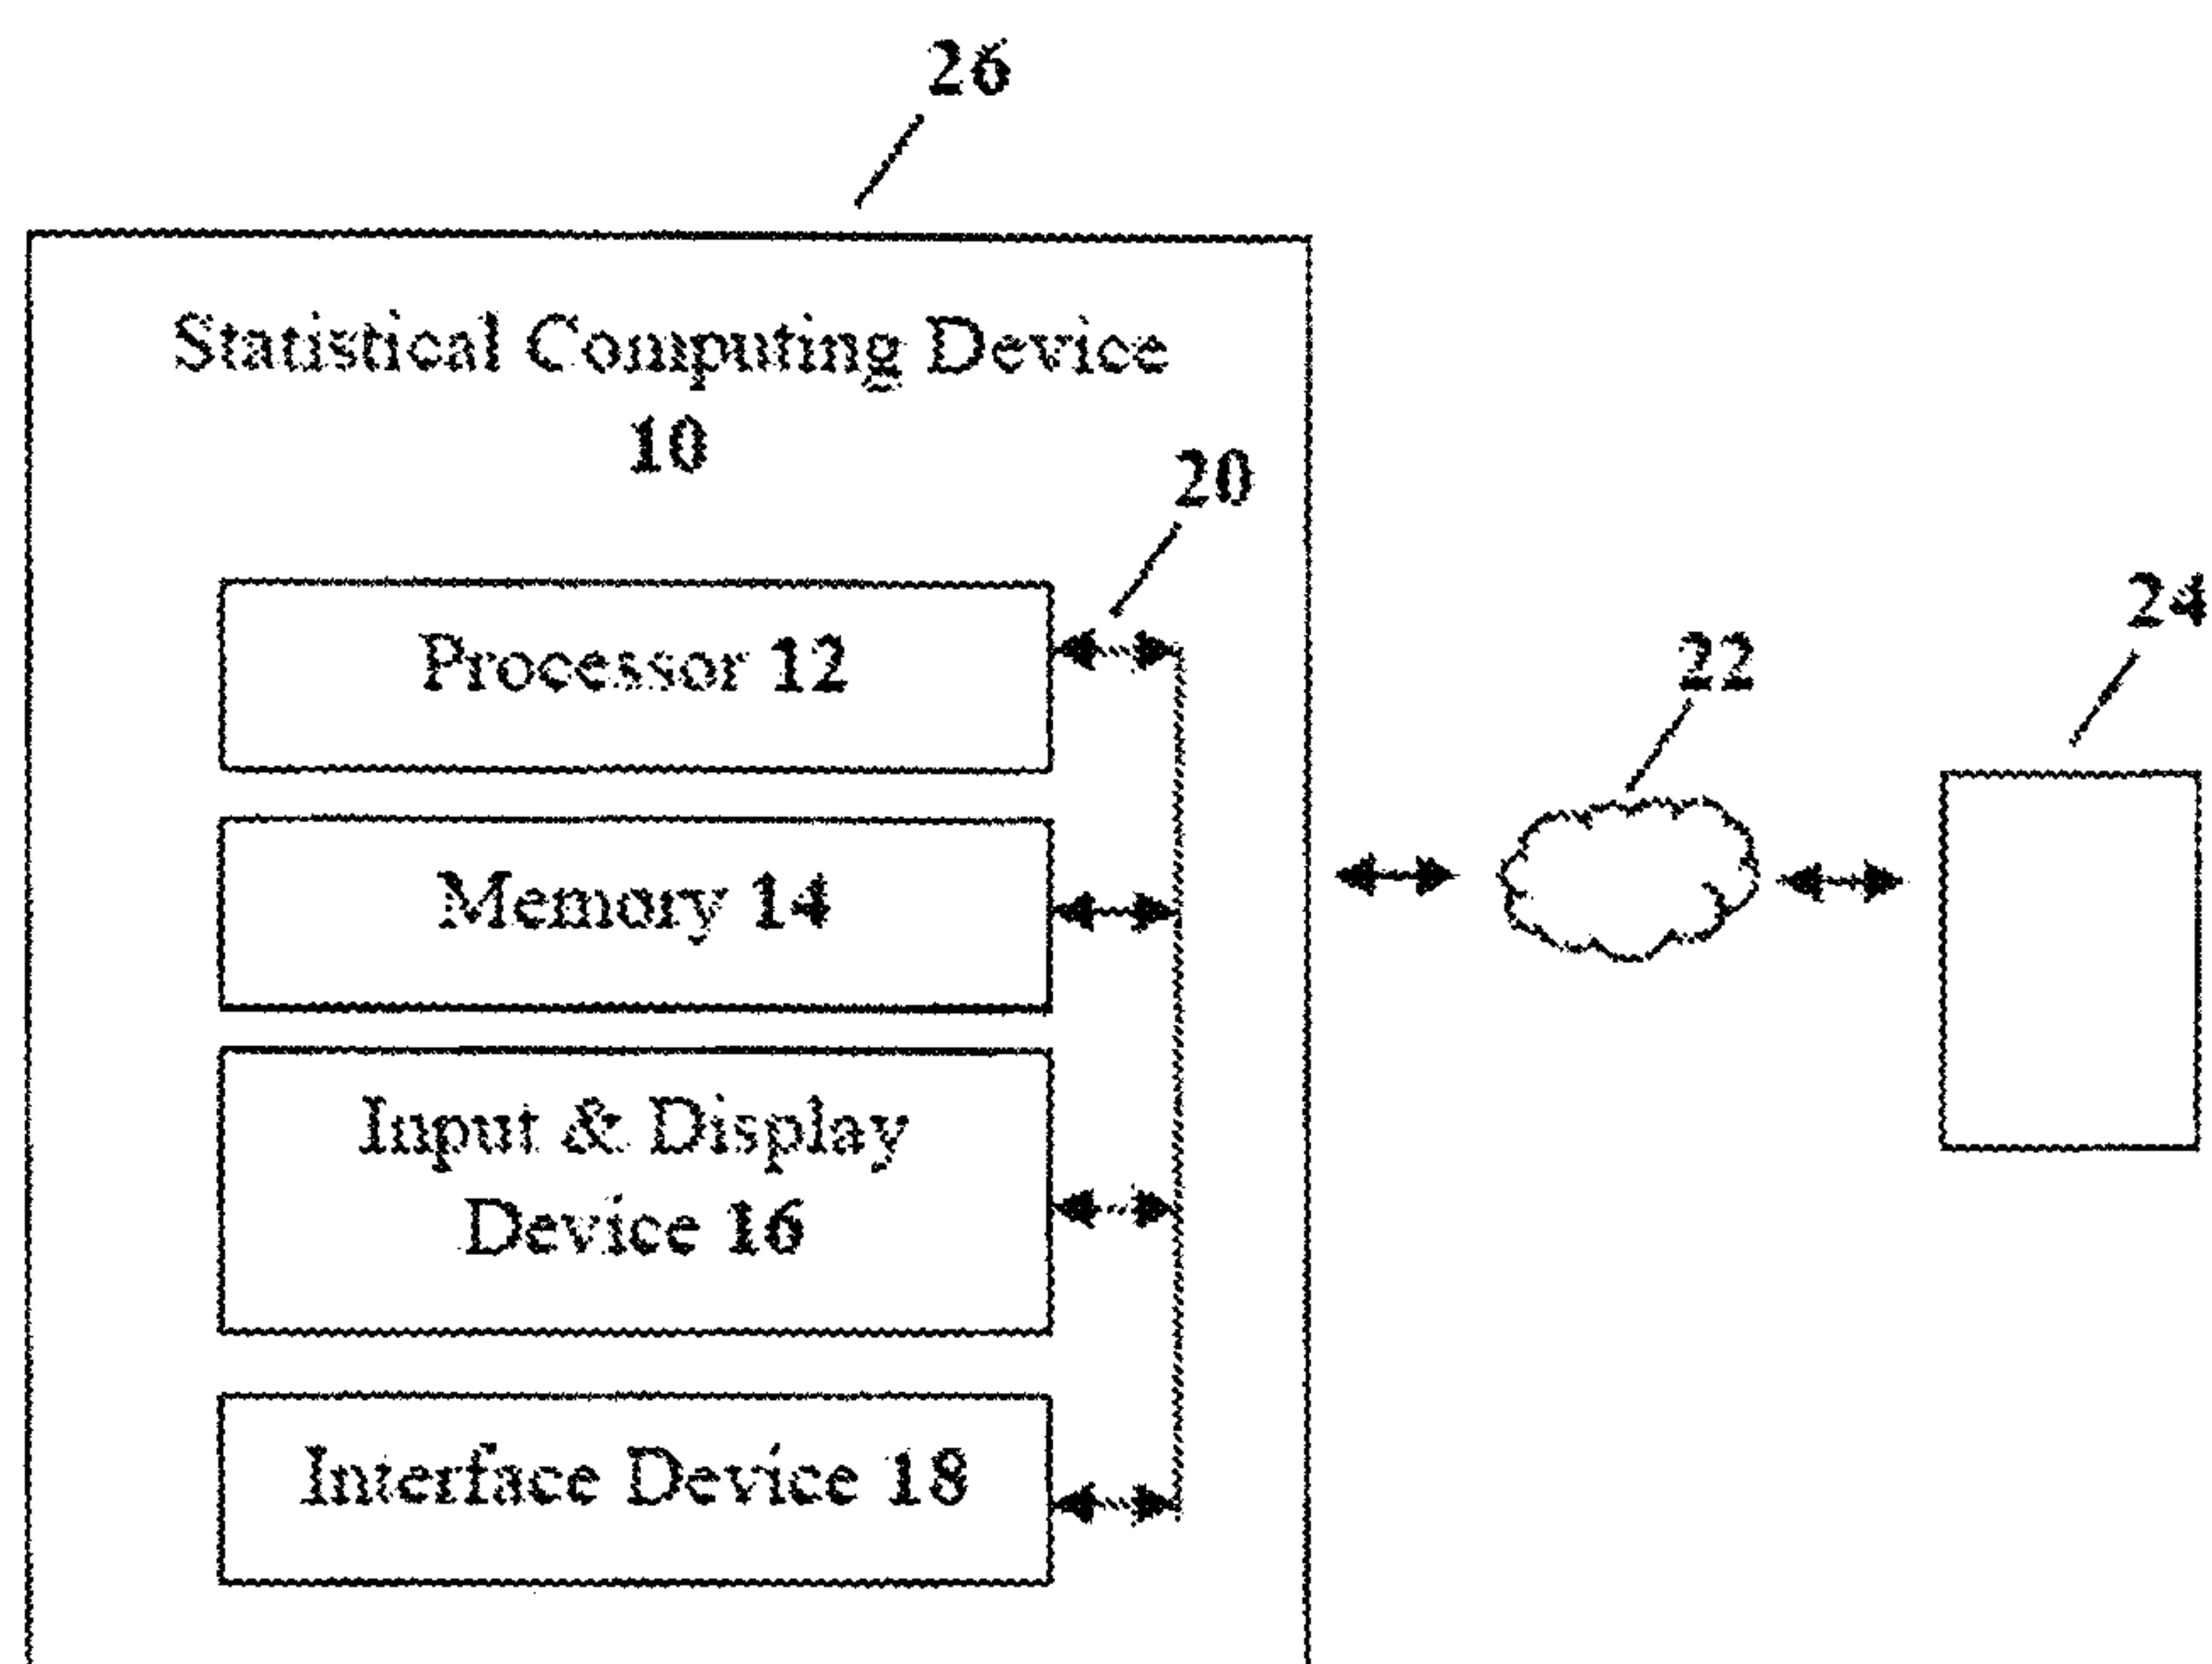 26
Statistical Computing Device
10
20
Processor 12
22
24
Memory 14
Input & Display
Device 16
Interface Device 18